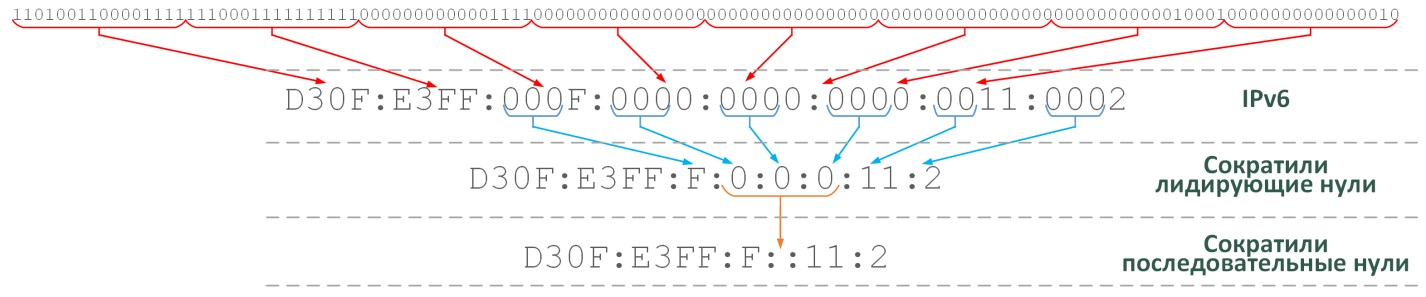 11010011000011111110001111111111000000000000111100000000000000000000000000000000000000000000000000000000000100010000000000000010
D30F:E3FF:000F:0000:0000:0000:0011:0002 IPv6
D30F:E3FF:F:0:0:0:11:2 Сократили
лидирующие нули
D30F:E3FF:F::11:2 Сократили
последовательные нули